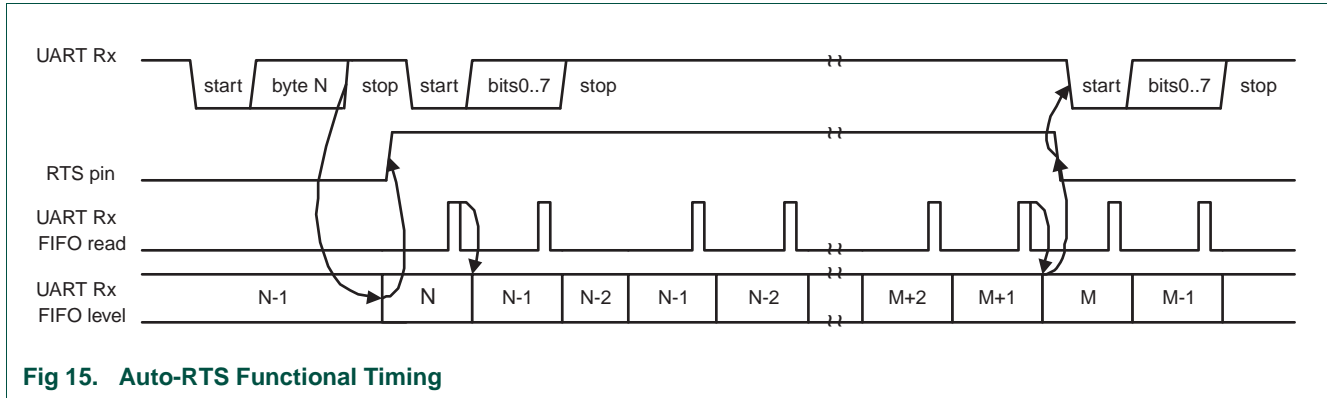 UART Rx
start byte N stop start bits0..7 stop start bits0..7 stop
RTS pin
UART Rx
FIFO read
UART Rx
FIFO level
N-1 N N-1 N-2 N-1 N-2 M+2 M+1 M M-1
Fig 15. Auto-RTS Functional Timing